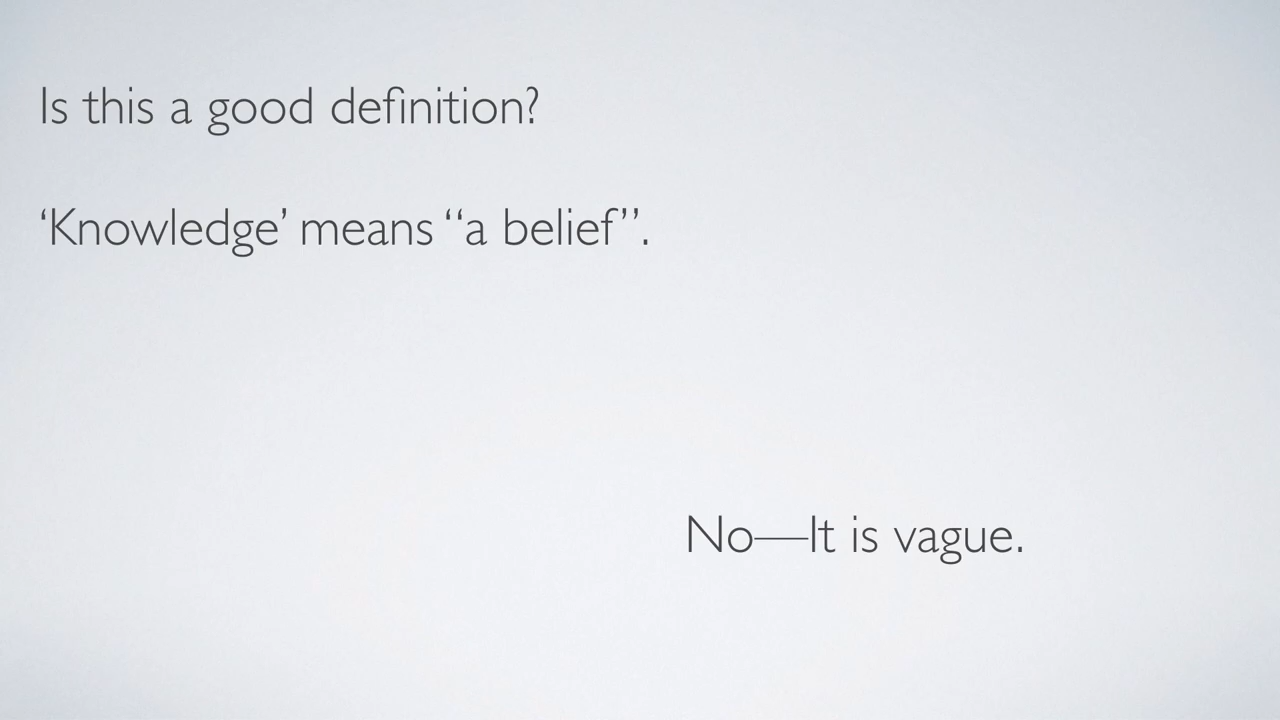 Is this a good definition?
‘Knowledge’ means “a belief”.
No—It is vague.